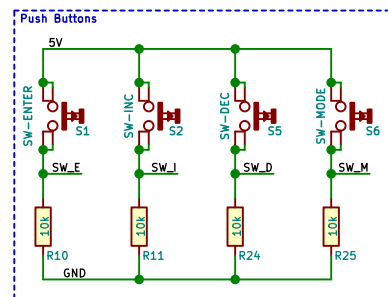 Push Buttons
5V
SW-ENTER
S1
SW-INC
S2
SW-DEC
S5
SW-MODE
S6
SW_E
SW_I
SW_D
SW_M
10k
R10
10k
R11
10k
R24
10k
R25
GND